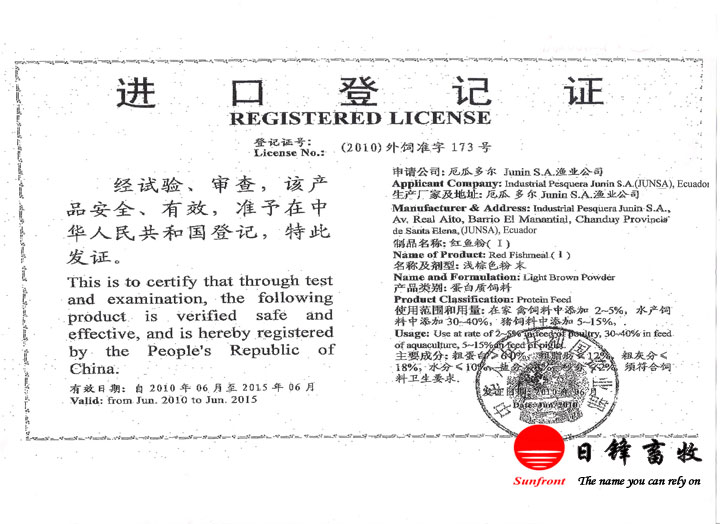 进口登记证
REGISTERED LICENSE
登记证号:
License No.:
(2010)外饲准字 173 号
经试验、审查，该产
品安全、有效，准予在中
华人民共和国登记，特此
发证。
This is to certify that through test
and examination, the following
product is verified safe and
effective, and is hereby registered
by the People's Republic of
China.
有效日期: 自 2010 年 06 月至 2015 年 06 月
Valid: from Jun. 2010 to Jun. 2015
申请公司: 厄瓜多尔 Junin S.A.渔业公司
Applicant Company: Industrial Pesquera Junin S.A.(JUNSA), Ecuador
生产厂家及地址: 厄瓜多尔 Junin S.A.渔业公司
Manufacturer & Address: Industrial Pesquera Junin S.A.,
Av. Real Alto, Barrio El Manantial, Chanduy Provincia
de Santa Elena, (JUNSA), Ecuador
制品名称: 红鱼粉（Ⅰ）
Name of Product: Red Fishmeal (Ⅰ)
名称及剂型: 浅棕色粉末
Name and Formulation: Light Brown Powder
产品类别: 蛋白质饲料
Product Classification: Protein Feed
使用范围和用量: 在家禽饲料中添加 2~5%, 水产饲
料中添加 30~40%, 猪饲料中添加 5~15%,
Usage: Use at rate of 2~5% in feed of poultry, 30~40% in feed
of aquaculture, 5~15% in feed of piglet.
主要成分: 粗蛋白≥60%, 粗脂肪≤12%, 粗灰分≤
18%, 水分≤10%, 盐分 须符合饲
料卫生要求.
发证日期: 2010 年 06 月
Date: Jun. 2010
日锋畜牧
Sunfront The name you can rely on